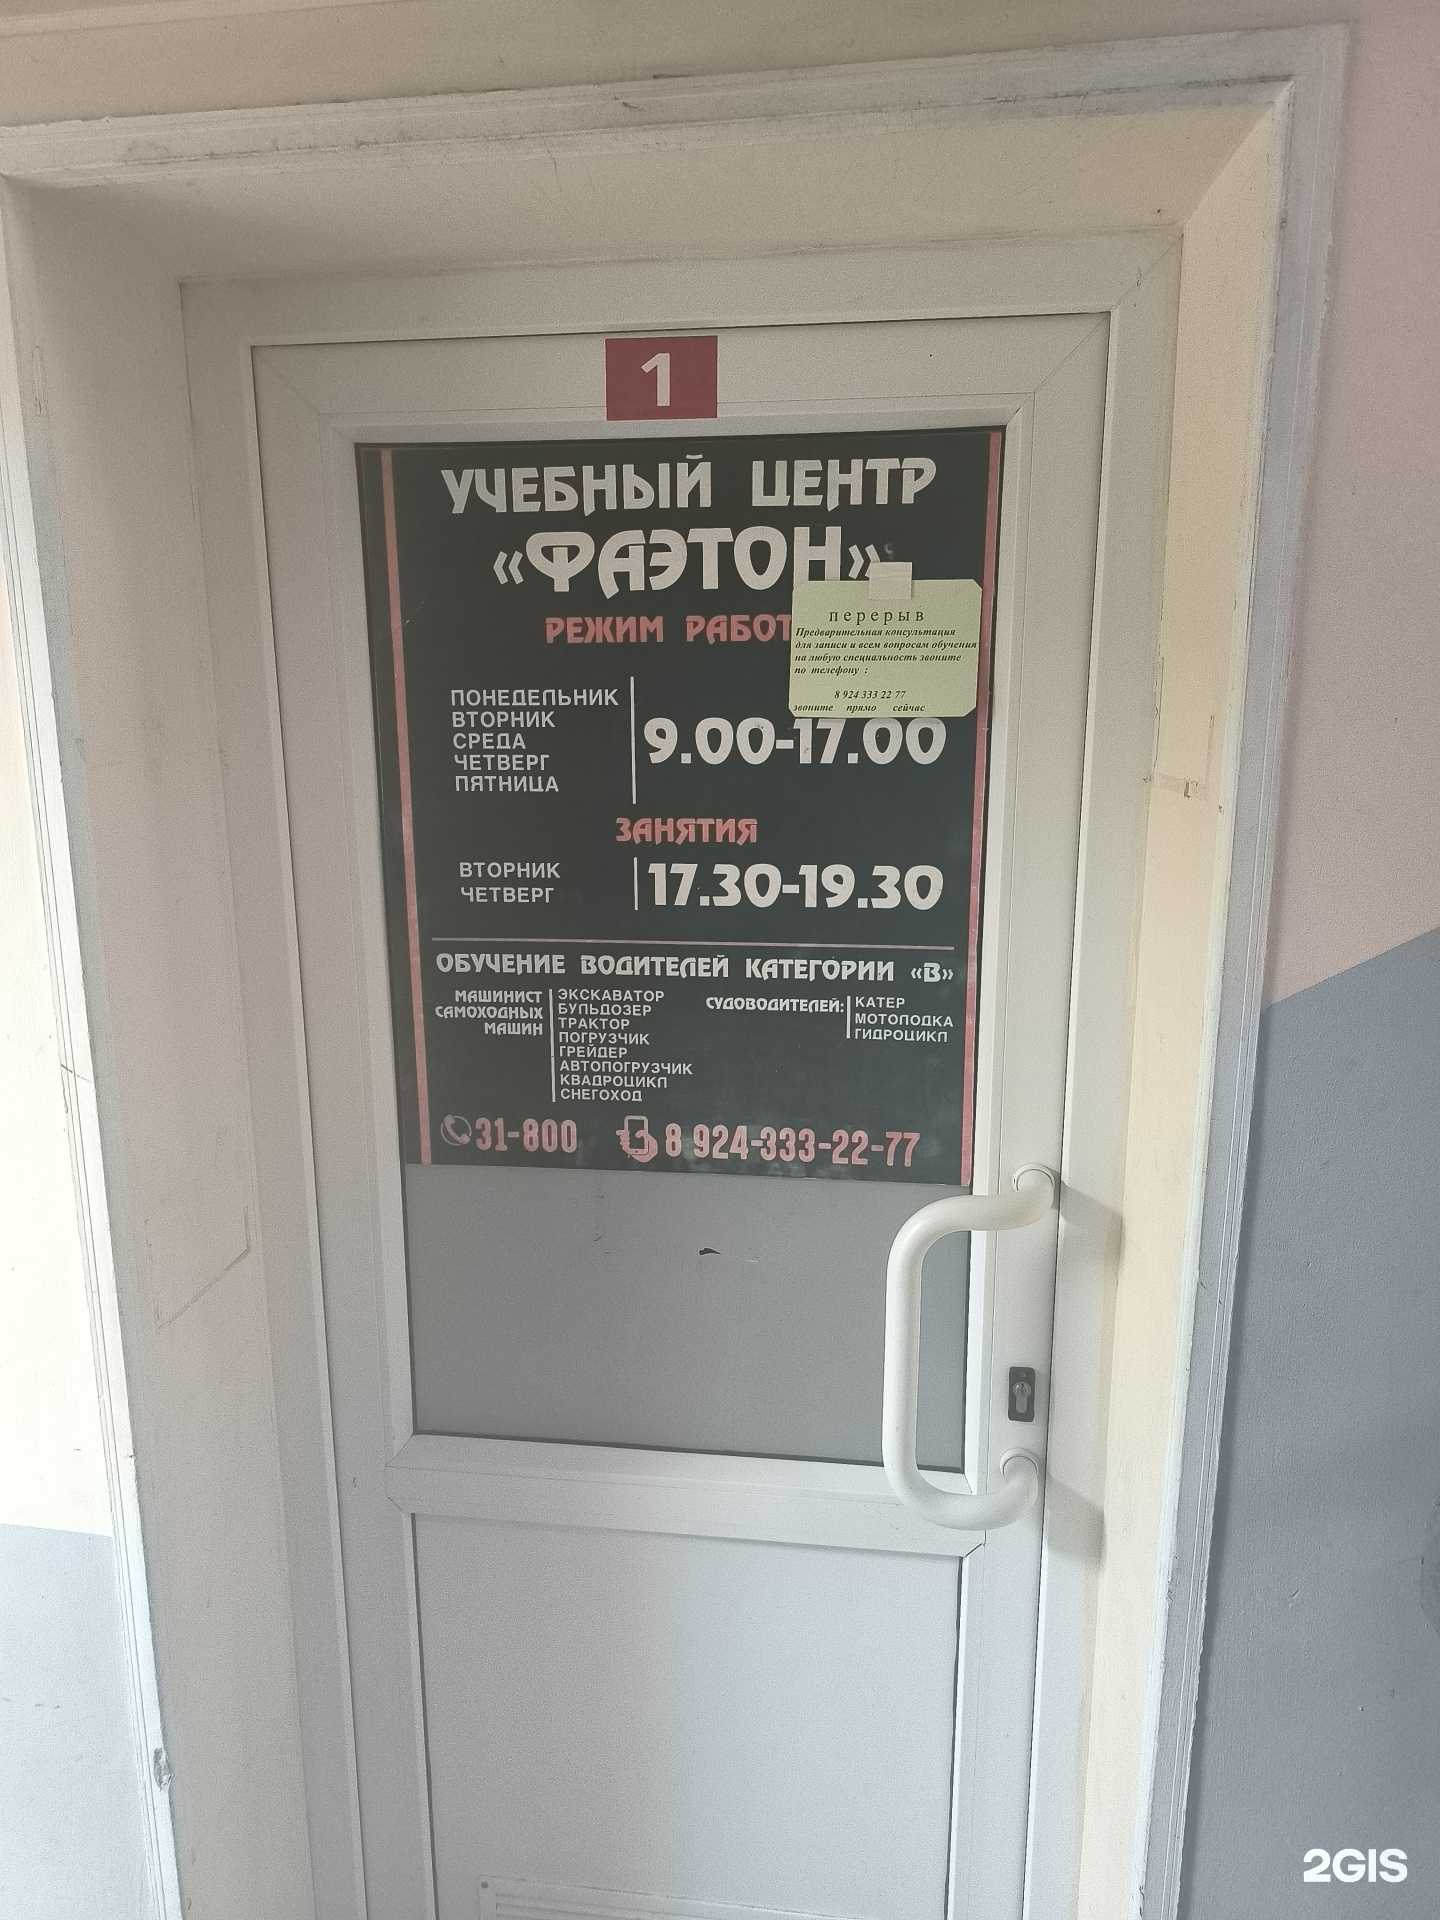 1
УЧЕБНЫЙ ЦЕНТР
«ФАЭТОН»
РЕЖИМ РАБОТ
перерыв
Предварительная консультация
для записи и всем вопросам обучения
на любую специальность звоните
по телефону :
8 924 333 22 77
звоните прямо сейчас
ПОНЕДЕЛЬНИК
ВТОРНИК
СРЕДА
ЧЕТВЕРГ
ПЯТНИЦА
9.00-17.00
ЗАНЯТИЯ
ВТОРНИК
ЧЕТВЕРГ
17.30-19.30
ОБУЧЕНИЕ ВОДИТЕЛЕЙ КАТЕГОРИИ «В»
МАШИНИСТ
САМОХОДНЫХ
МАШИН
ЭКСКАВАТОР
БУЛЬДОЗЕР
ТРАКТОР
ПОГРУЗЧИК
ГРЕЙДЕР
АВТОПОГРУЗЧИК
КВАДРОЦИКЛ
СНЕГОХОД
СУДОВОДИТЕЛЕЙ:
КАТЕР
МОТОЛОДКА
ГИДРОЦИКЛ
31-800
8 924-333-22-77
2GIS